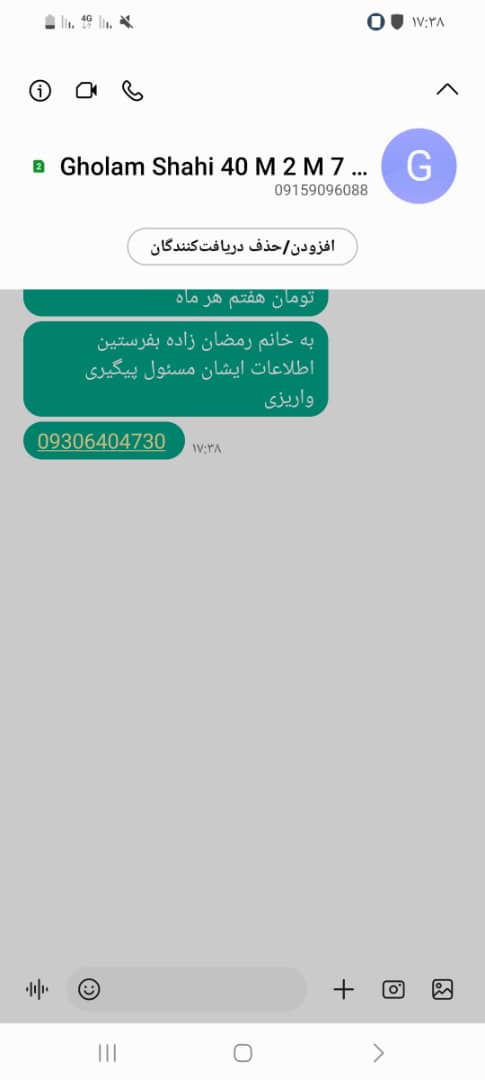 ۱۷:۳۸
4G
2
Gholam Shahi 40 M 2 M 7 ...
G
09159096088
افزودن/حذف دریافت‌کنندگان
تومان هفتم هر ماه
به خانم رمضان زاده بفرستین
اطلاعات ایشان مسئول پیگیری
واریزی
09306404730
۱۷:۳۸